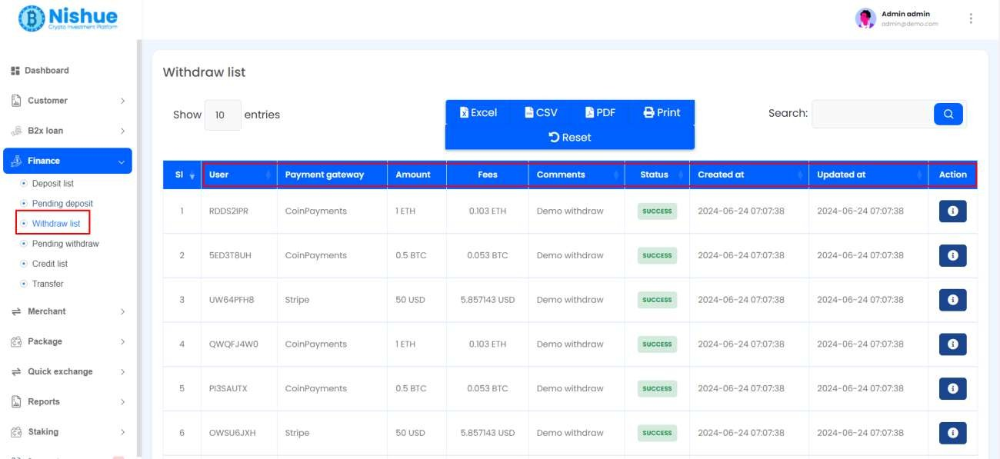 Nishue
Crypto Investment Platform
Admin admin
admin@demo.com
Dashboard
Customer
B2x loan
Finance
Deposit list
Pending deposit
Withdraw list
Pending withdraw
Credit list
Transfer
Merchant
Package
Quick exchange
Reports
Staking
Withdraw list
Show 10 entries
Excel CSV PDF Print
Reset
Search:
Sl User Payment gateway Amount Fees Comments Status Created at Updated at Action
1 RDDS2IPR CoinPayments 1 ETH 0.103 ETH Demo withdraw SUCCESS 2024-06-24 07:07:38 2024-06-24 07:07:38
2 5ED3T8UH CoinPayments 0.5 BTC 0.053 BTC Demo withdraw SUCCESS 2024-06-24 07:07:38 2024-06-24 07:07:38
3 UW64PFH8 Stripe 50 USD 5.857143 USD Demo withdraw SUCCESS 2024-06-24 07:07:38 2024-06-24 07:07:38
4 QWQFJ4W0 CoinPayments 1 ETH 0.103 ETH Demo withdraw SUCCESS 2024-06-24 07:07:38 2024-06-24 07:07:38
5 PI3SAUTX CoinPayments 0.5 BTC 0.053 BTC Demo withdraw SUCCESS 2024-06-24 07:07:38 2024-06-24 07:07:38
6 OWSU6JXH Stripe 50 USD 5.857143 USD Demo withdraw SUCCESS 2024-06-24 07:07:38 2024-06-24 07:07:38